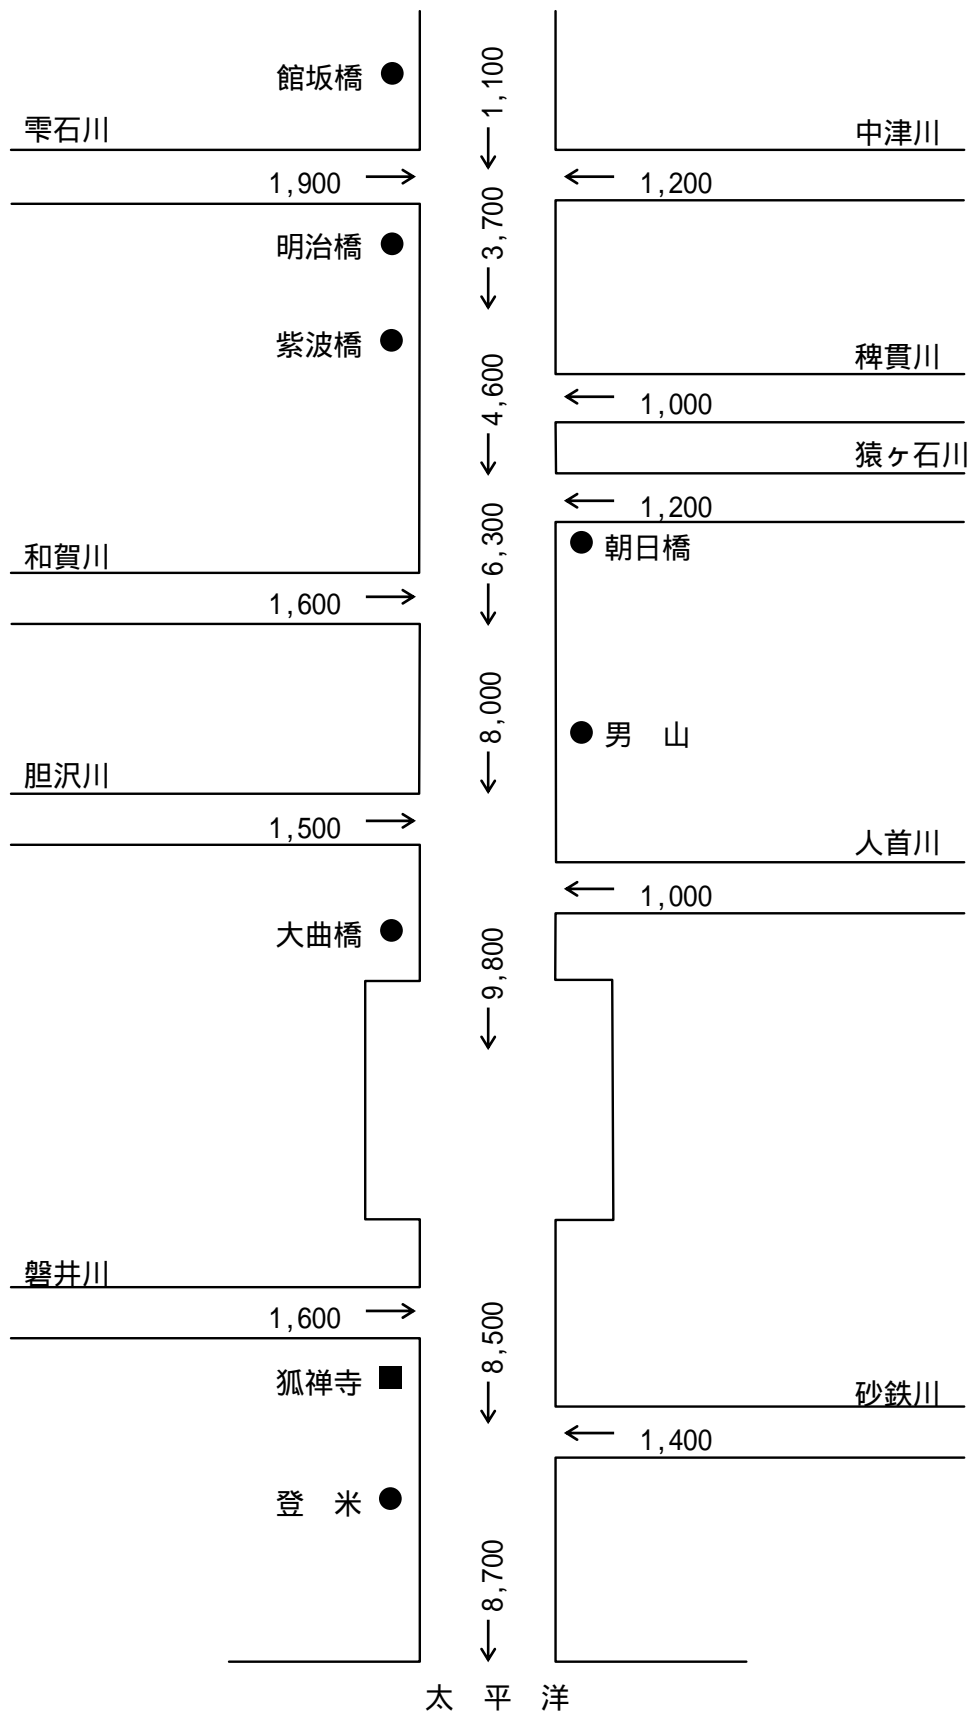 館坂橋
1,100
雫石川
中津川
1,900
1,200
3,700
明治橋
紫波橋
稗貫川
4,600
1,000
猿ヶ石川
1,200
6,300
朝日橋
和賀川
1,600
8,000
男 山
胆沢川
1,500
人首川
1,000
大曲橋
9,800
磐井川
1,600
8,500
狐禅寺
砂鉄川
1,400
登 米
8,700
太 平 洋